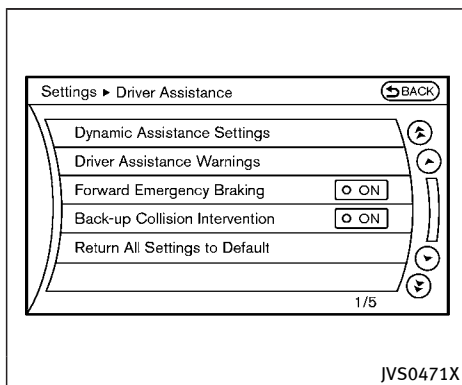 Settings ▸ Driver Assistance BACK
Dynamic Assistance Settings
Driver Assistance Warnings
Forward Emergency Braking ON
Back-up Collision Intervention ON
Return All Settings to Default
1/5
JVS0471X